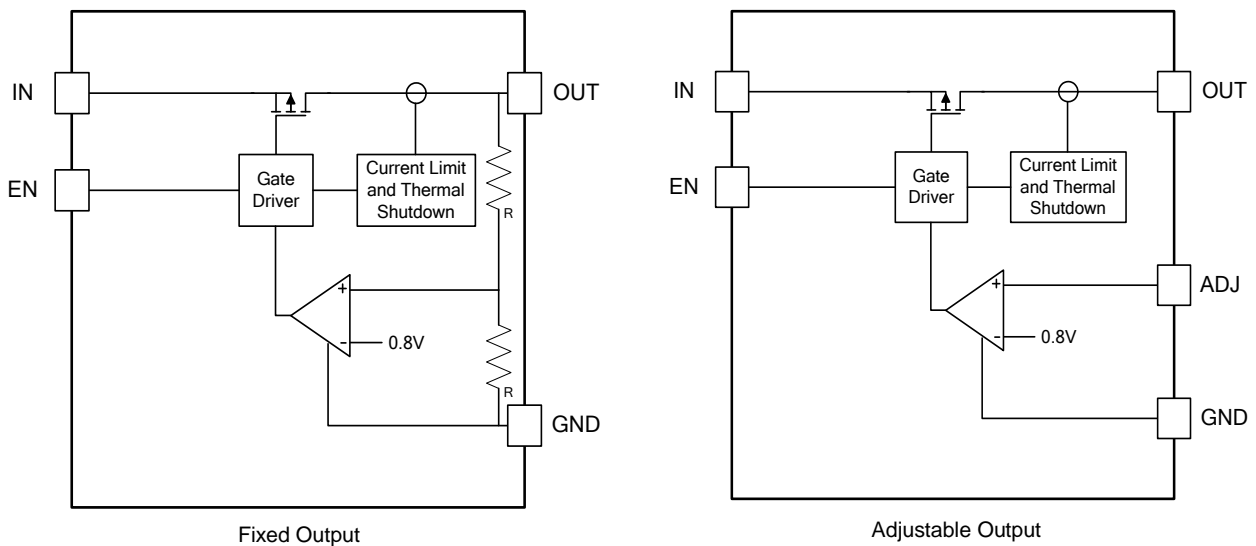 IN
OUT
EN
Gate
Driver
Current Limit
and Thermal
Shutdown
R
+
-
0.8V
R
GND
Fixed Output
IN
OUT
EN
Gate
Driver
Current Limit
and Thermal
Shutdown
ADJ
+
-
0.8V
GND
Adjustable Output